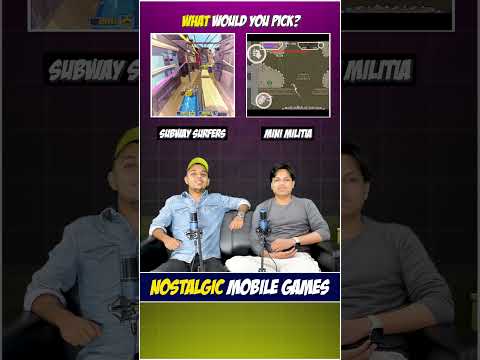 WHAT WOULD YOU PICK?
SUBWAY SURFERS
MINI MILITIA
NOSTALGIC MOBILE GAMES